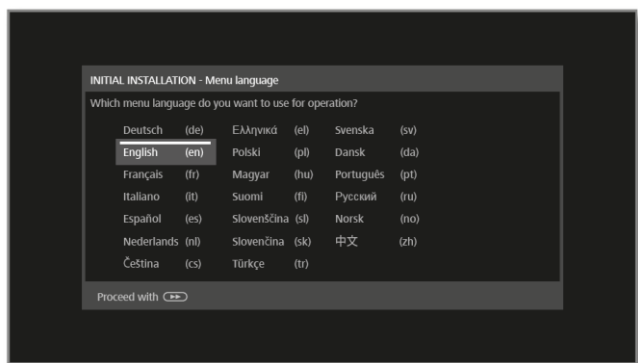 INITIAL INSTALLATION - Menu language
Which menu language do you want to use for operation?
Deutsch (de) Ελληνικά (el) Svenska (sv)
English (en) Polski (pl) Dansk (da)
Français (fr) Magyar (hu) Português (pt)
Italiano (it) Suomi (fi) Русский (ru)
Español (es) Slovenščina (sl) Norsk (no)
Nederlands (nl) Slovenčina (sk) 中文 (zh)
Čeština (cs) Türkçe (tr)
Proceed with